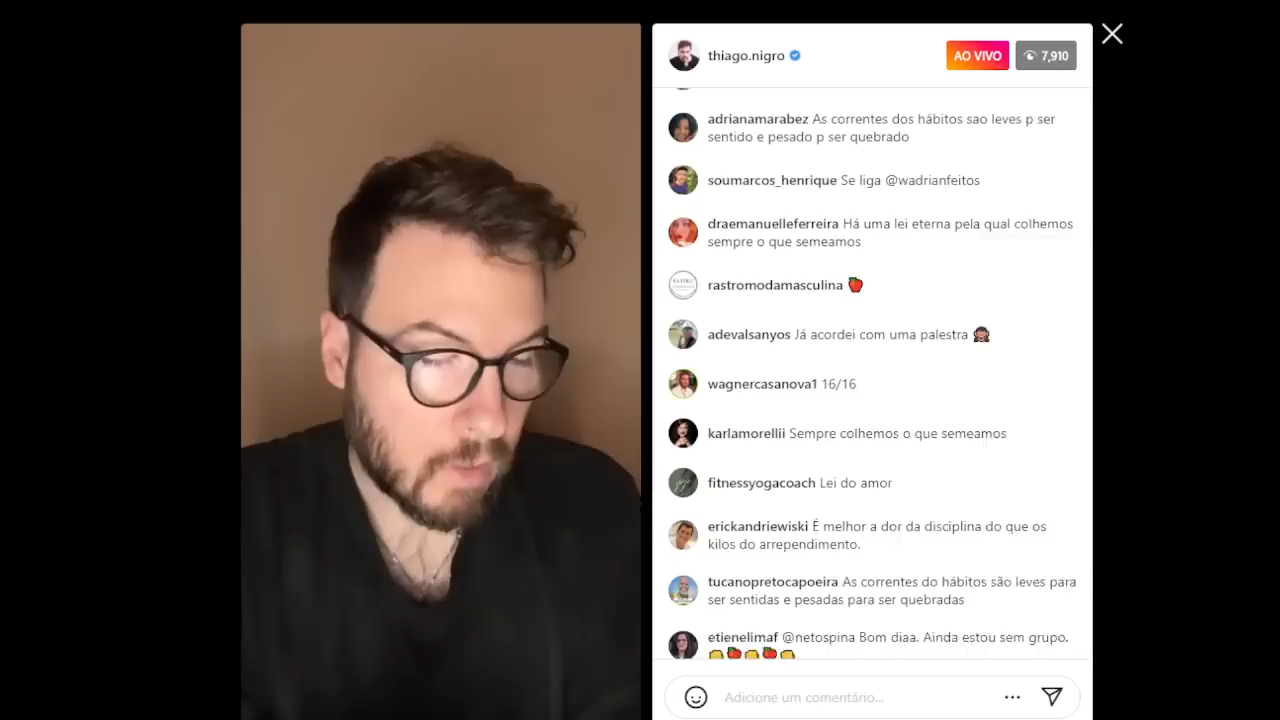 thiago.nigro
AO VIVO
7,910
adrianamarabez As correntes dos hábitos sao leves p ser
sentido e pesado p ser quebrado
soumarcos_henrique Se liga @wadrianfeitos
draemanuelleferreira Há uma lei eterna pela qual colhemos
sempre o que semeamos
rastromodamasculina 🍎
adevalsanyos Já acordei com uma palestra 🙊
wagnercasanova1 16/16
karlamorellii Sempre colhemos o que semeamos
fitnessyogacoach Lei do amor
erickandriewiski É melhor a dor da disciplina do que os
kilos do arrependimento.
tucanopretocapoeira As correntes do hábitos são leves para
ser sentidas e pesadas para ser quebradas
etienelimaf @netospina Bom diaa. Ainda estou sem grupo.
Adicione um comentário...